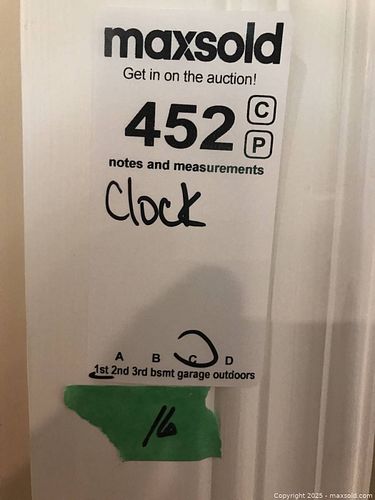 maxsold
Get in on the auction!
452 C
P
notes and measurements
Clock
A B C D
1st 2nd 3rd bsmt garage outdoors
16
Copyright 2025 - maxsold.com